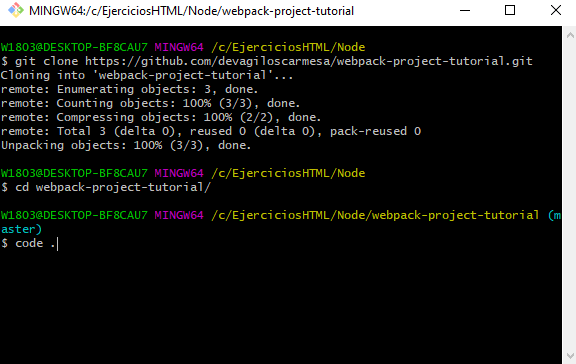 MINGW64:/c/EjerciciosHTML/Node/webpack-project-tutorial
W1803@DESKTOP-BF8CAU7 MINGW64 /c/EjerciciosHTML/Node
$ git clone https://github.com/devagiloscarmesa/webpack-project-tutorial.git
Cloning into 'webpack-project-tutorial'...
remote: Enumerating objects: 3, done.
remote: Counting objects: 100% (3/3), done.
remote: Compressing objects: 100% (2/2), done.
remote: Total 3 (delta 0), reused 0 (delta 0), pack-reused 0
Unpacking objects: 100% (3/3), done.
W1803@DESKTOP-BF8CAU7 MINGW64 /c/EjerciciosHTML/Node
$ cd webpack-project-tutorial/
W1803@DESKTOP-BF8CAU7 MINGW64 /c/EjerciciosHTML/Node/webpack-project-tutorial (m
aster)
$ code .